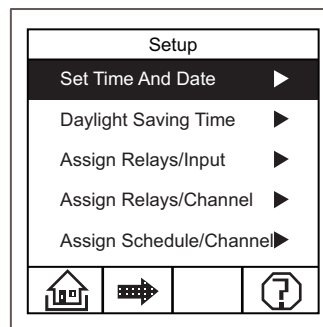 Setup
Set Time And Date
Daylight Saving Time
Assign Relays/Input
Assign Relays/Channel
Assign Schedule/Channel
?